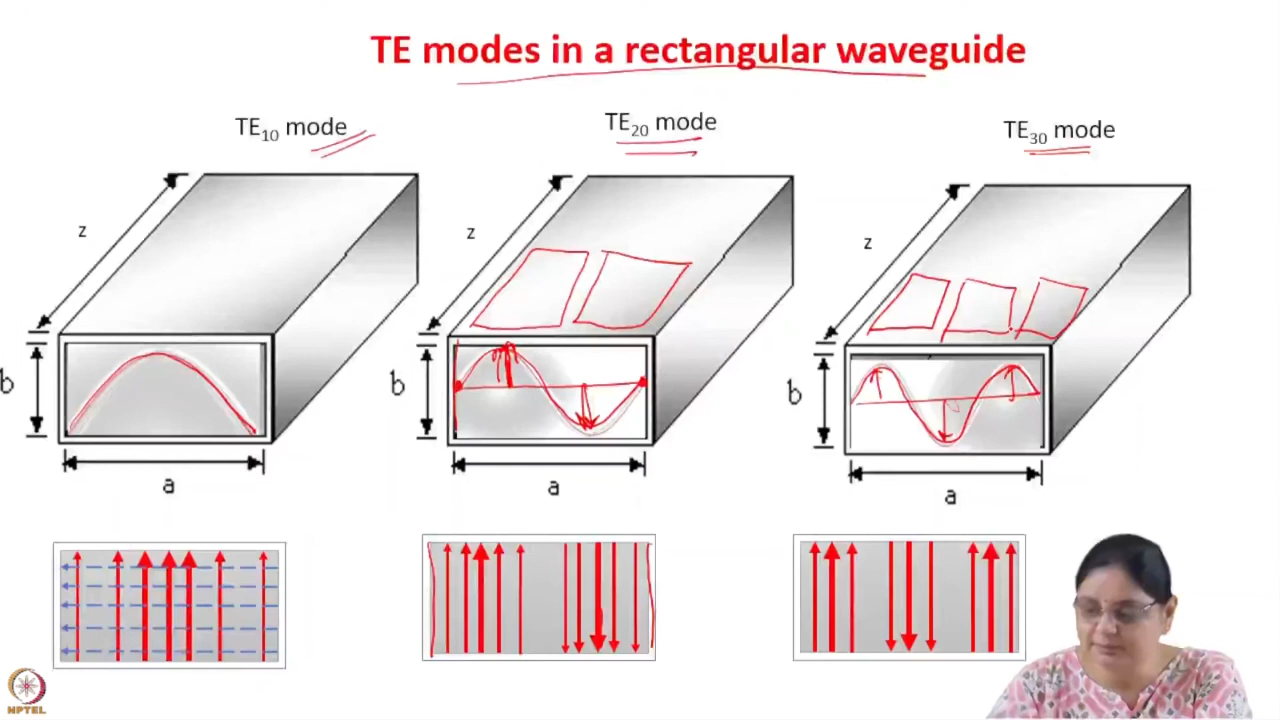 TE modes in a rectangular waveguide
TE₁₀ mode
TE₂₀ mode
TE₃₀ mode
z
z
z
b
b
b
a
a
a
NPTEL